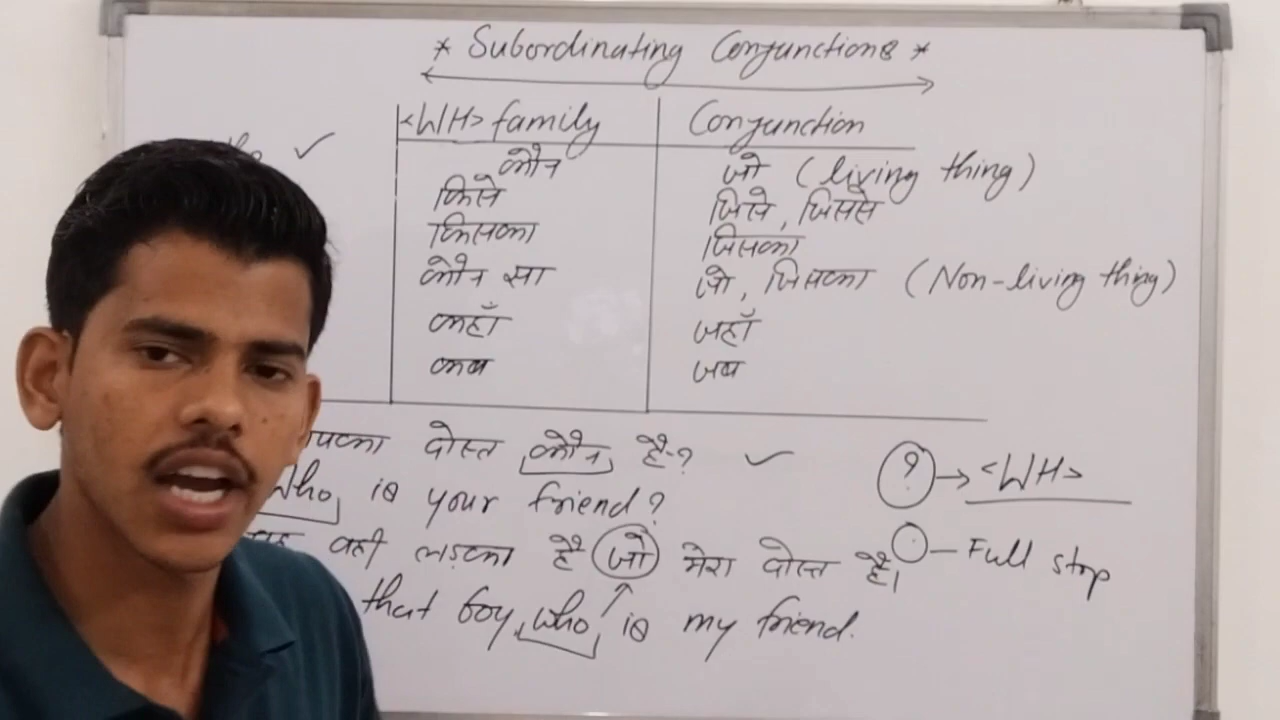 * Subordinating Conjunctions *
<WH> family Conjunction
कौन जो (living thing)
किसे जिसे, जिससे
किसका जिसका
कौन सा जो, जिसका (Non-living thing)
कहाँ जहाँ
कब जब
दोस्त कौन है-?
? → <WH>
Who is your friend?
वही लड़का है जो मेरा दोस्त है।
- Full stop
that boy, who, is my friend.